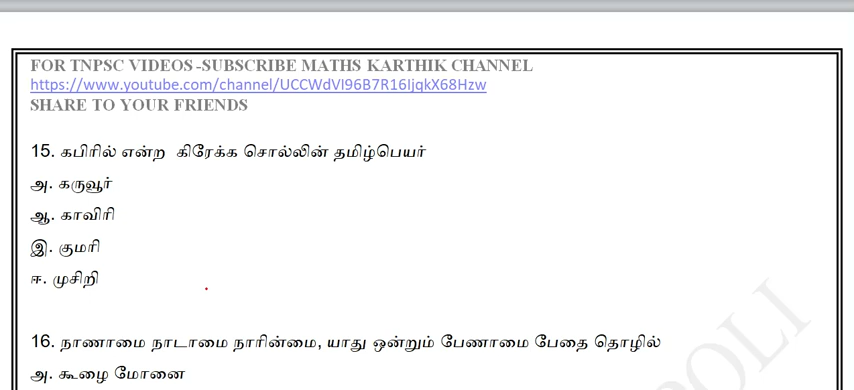 FOR TNPSC VIDEOS -SUBSCRIBE MATHS KARTHIK CHANNEL
https://www.youtube.com/channel/UCCWdVl96B7R16IjqkX68Hzw
SHARE TO YOUR FRIENDS
15. கபிரில் என்ற கிரேக்க சொல்லின் தமிழ்பெயர்
அ. கருவூர்
ஆ. காவிரி
இ. குமரி
ஈ. முசிறி
16. நாணாமை நாடாமை நாரின்மை, யாது ஒன்றும் பேணாமை பேதை தொழில்
அ. கூழை மோனை